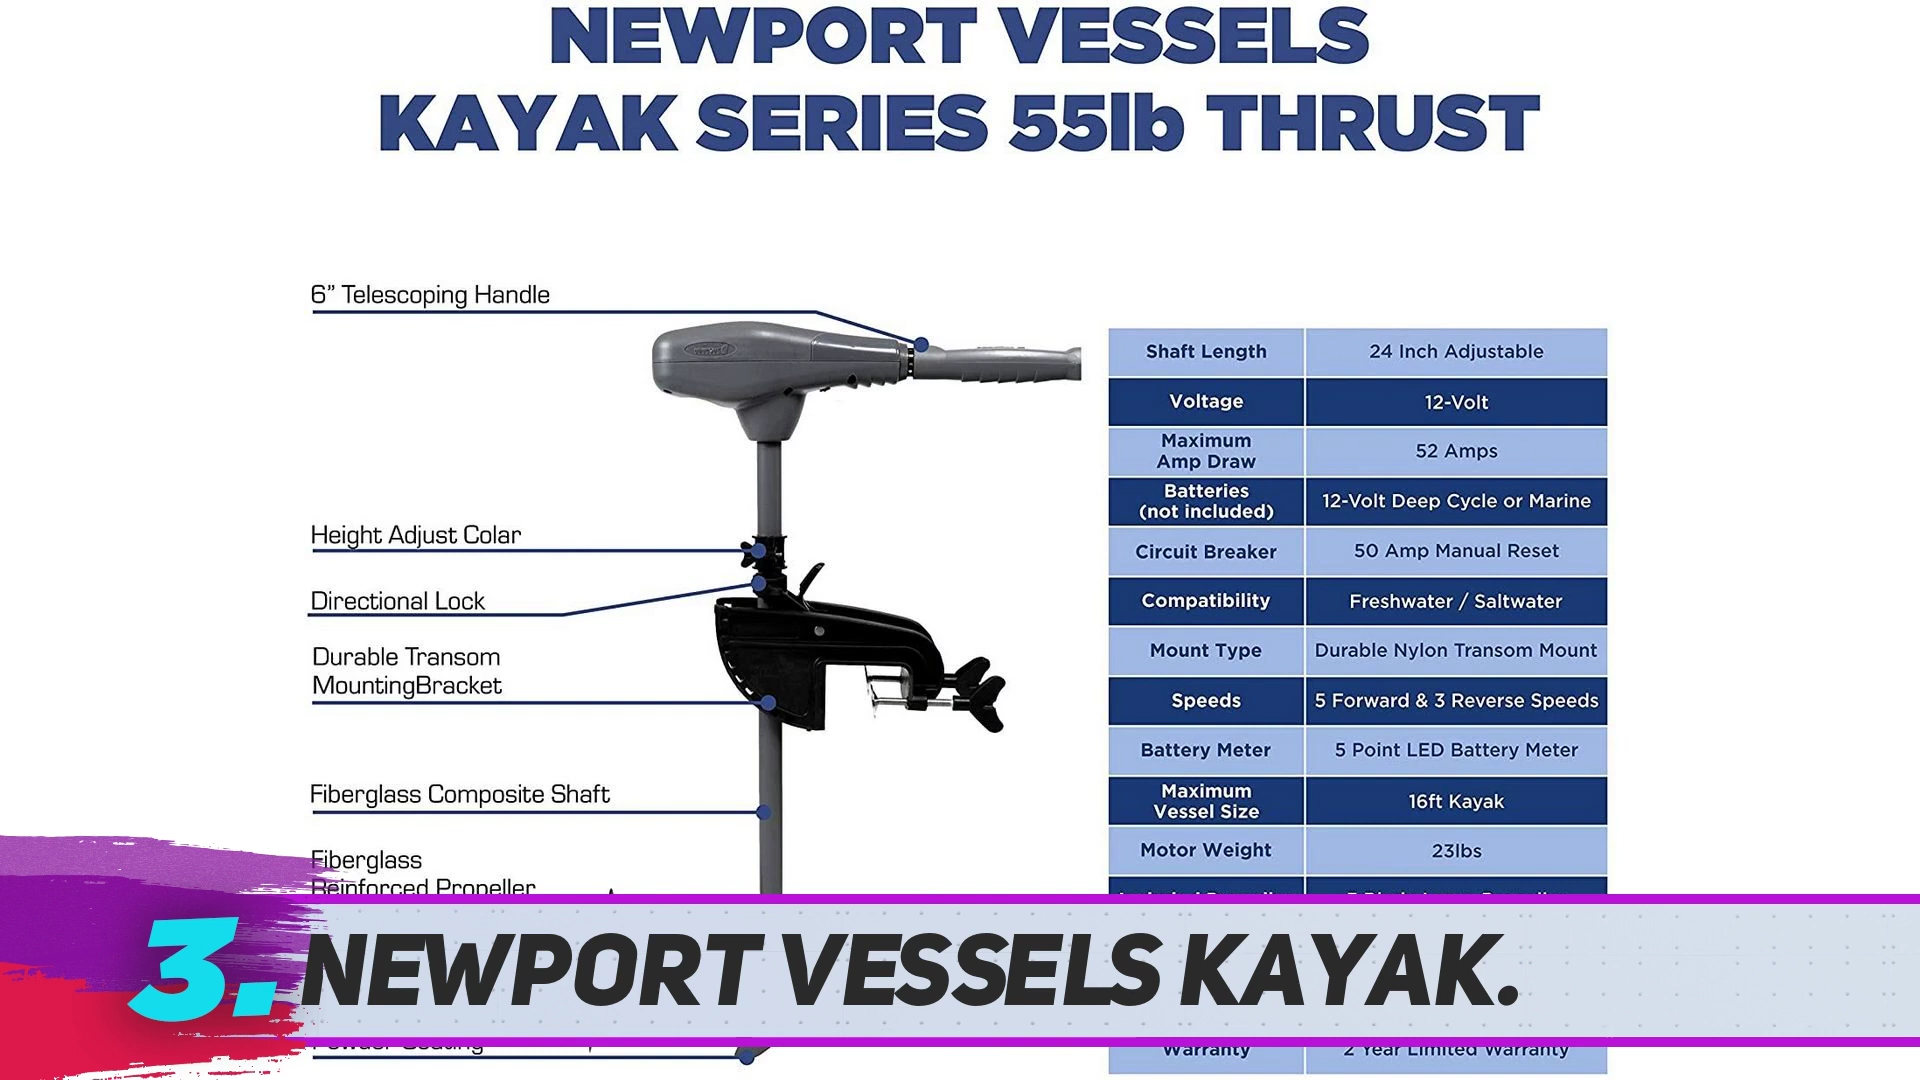 NEWPORT VESSELS
KAYAK SERIES 55lb THRUST
6” Telescoping Handle
Height Adjust Colar
Directional Lock
Durable Transom
MountingBracket
Fiberglass Composite Shaft
Fiberglass
Reinforced Propeller
Powder Coating
Shaft Length 24 Inch Adjustable
Voltage 12-Volt
Maximum
Amp Draw 52 Amps
Batteries
(not included) 12-Volt Deep Cycle or Marine
Circuit Breaker 50 Amp Manual Reset
Compatibility Freshwater / Saltwater
Mount Type Durable Nylon Transom Mount
Speeds 5 Forward & 3 Reverse Speeds
Battery Meter 5 Point LED Battery Meter
Maximum
Vessel Size 16ft Kayak
Motor Weight 23lbs
Warranty 2 Year Limited Warranty
3. NEWPORT VESSELS KAYAK.